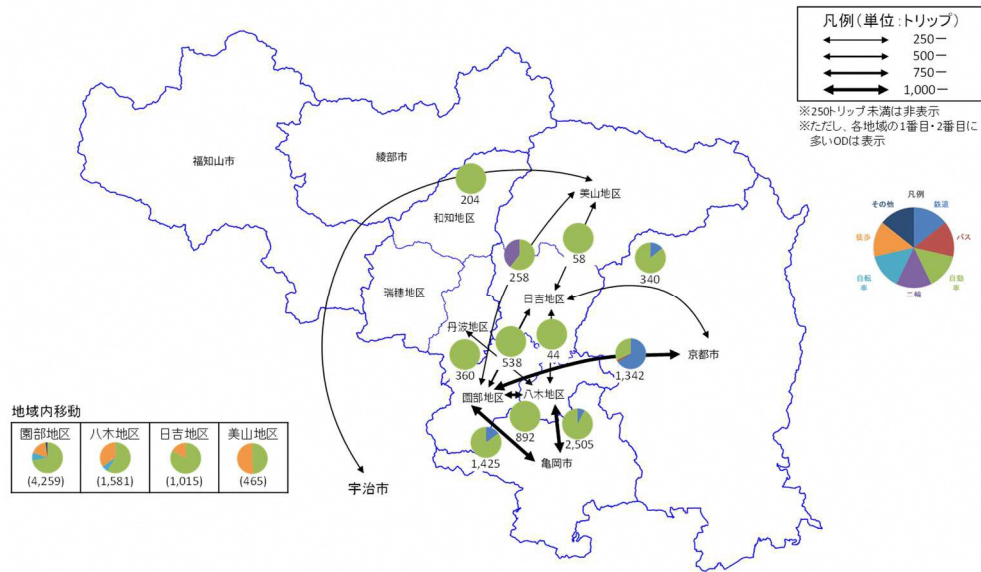 凡例(単位:トリップ)
250ー
500ー
750ー
1,000ー
※250トリップ未満は非表示
※ただし、各地域の1番目・2番目に
多いODは表示
福知山市
綾部市
204
和知地区
美山地区
58
258
340
瑞穂地区
日吉地区
丹波地区
360
538
44
1,342
京都市
園部地区
八木地区
892
2,505
1,425
亀岡市
宇治市
凡例
その他
鉄道
徒歩
バス
自転
車
二輪
自動
車
地域内移動
園部地区
八木地区
日吉地区
美山地区
(4,259)
(1,581)
(1,015)
(465)